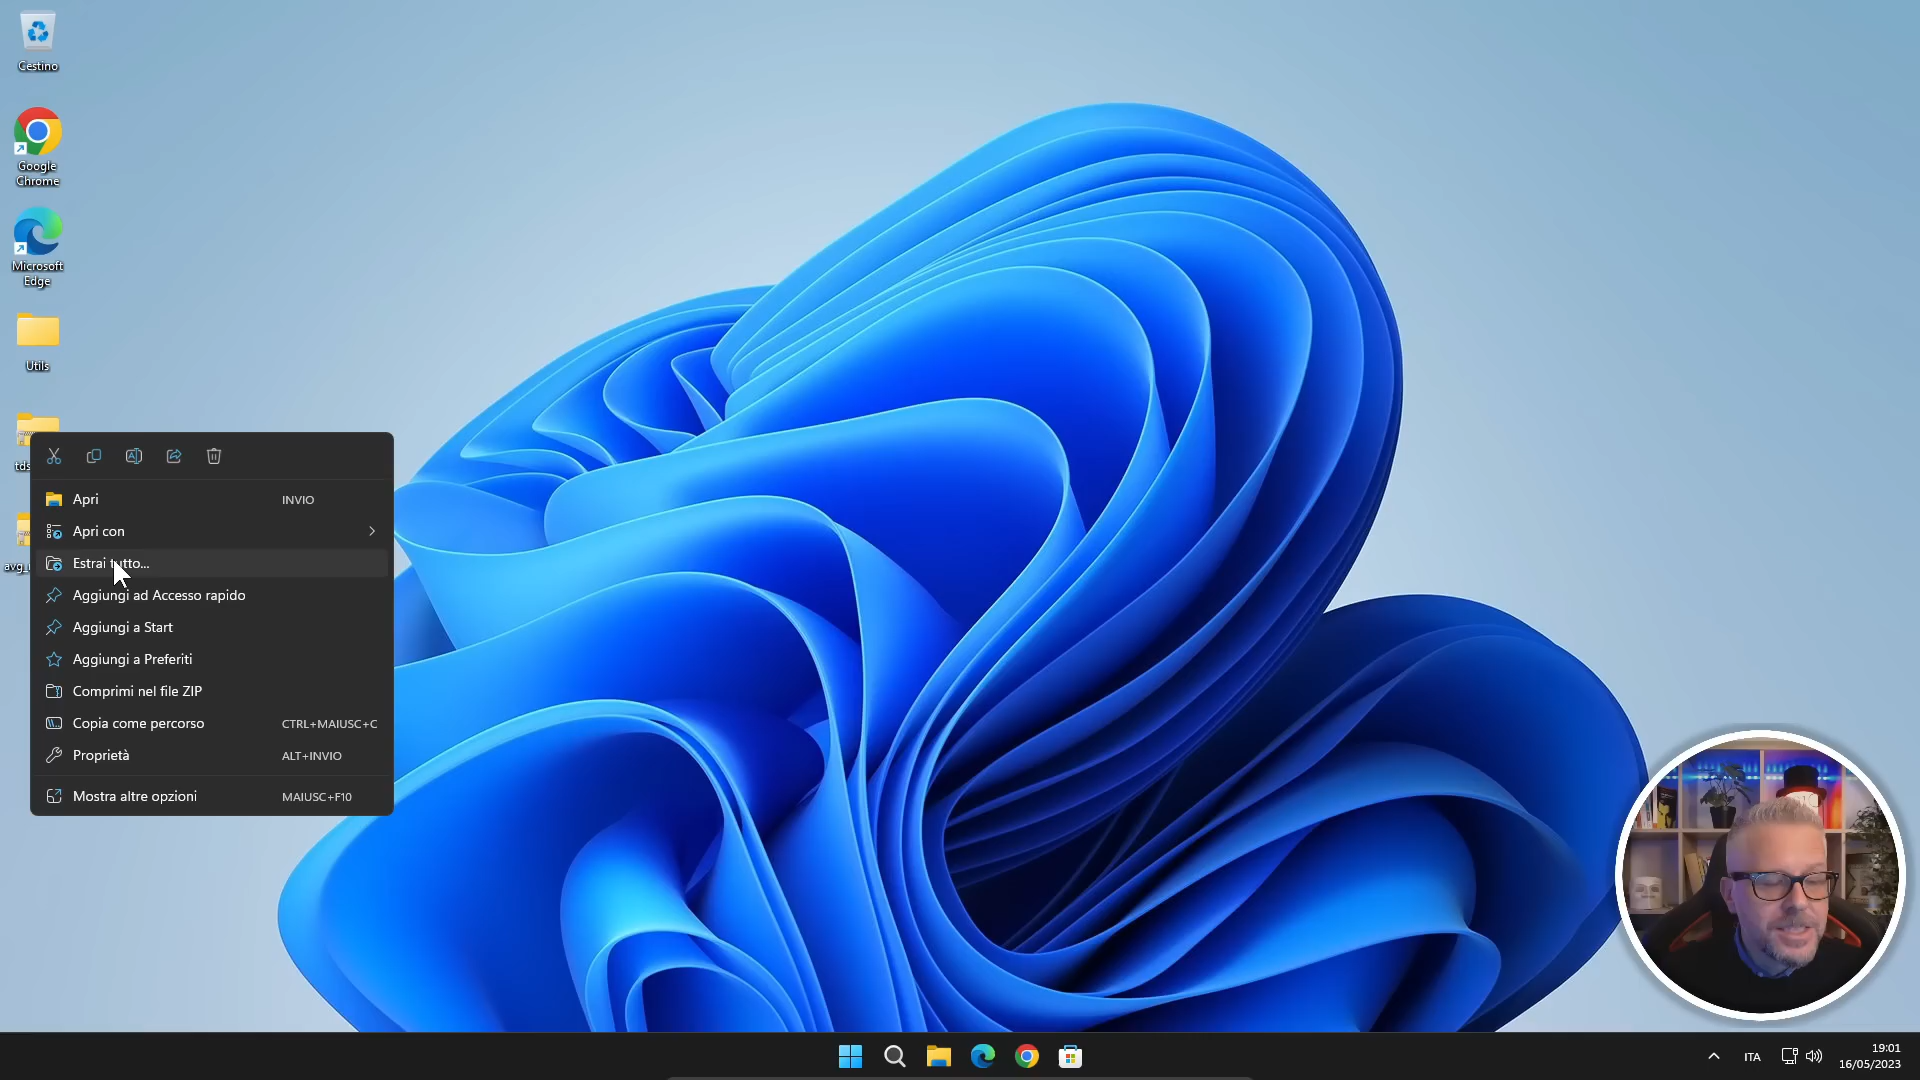 Cestino
Google
Chrome
Microsoft
Edge
Utils
Apri INVIO
Apri con
Estrai tutto...
Aggiungi ad Accesso rapido
Aggiungi a Start
Aggiungi a Preferiti
Comprimi nel file ZIP
Copia come percorso CTRL+MAIUSC+C
Proprietà ALT+INVIO
Mostra altre opzioni MAIUSC+F10
ITA
19:01
16/05/2023